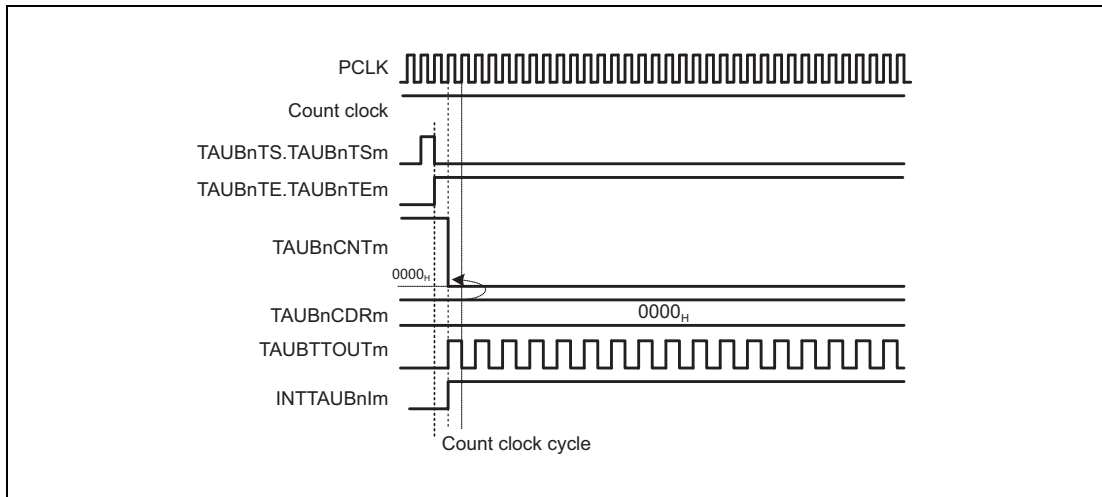 PCLK
Count clock
TAUBnTS.TAUBnTSm
TAUBnTE.TAUBnTEm
TAUBnCNTm
0000H
TAUBnCDRm
0000H
TAUBTTOUTm
INTTAUBnIm
Count clock cycle